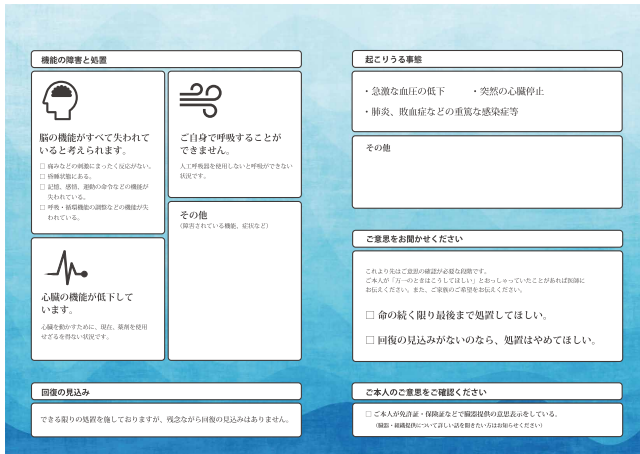 機能の障害と処置
脳の機能がすべて失われて
いると考えられます。
□ 痛みなどの刺激にまったく反応がない。
□ 昏睡状態にある。
□ 記憶、感情、運動の命令などの機能が
失われている。
□ 呼吸・循環機能の調整などの機能が失
われている。
ご自身で呼吸することが
できません。
人工呼吸器を使用しないと呼吸ができない
状況です。
心臓の機能が低下して
います。
心臓を動かすために、現在、薬剤を使用
せざるを得ない状況です。
その他
(障害されている機能、症状など)
回復の見込み
できる限りの処置を施しておりますが、残念ながら回復の見込みはありません。
起こりうる事態
・急激な血圧の低下 ・突然の心臓停止
・肺炎、敗血症などの重篤な感染症等
その他
ご意思をお聞かせください
これより先はご意思の確認が必要な段階です。
ご本人が「万一のときはこうしてほしい」とおっしゃっていたことがあれば医師に
お伝えください。また、ご家族のご希望をお伝えください。
□ 命の続く限り最後まで処置してほしい。
□ 回復の見込みがないのなら、処置はやめてほしい。
ご本人のご意思をご確認ください
□ ご本人が免許証・保険証などで臓器提供の意思表示をしている。
(臓器・組織提供について詳しい話を聞きたい方はお知らせください)